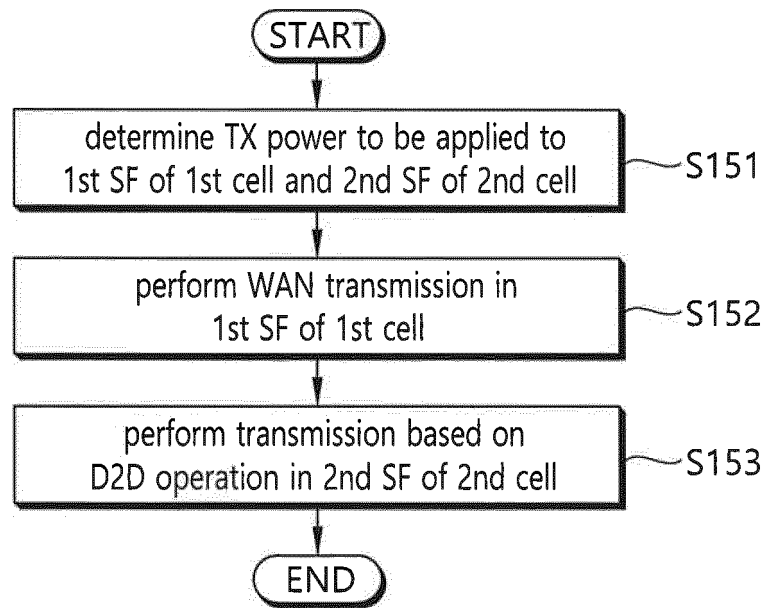 START
determine TX power to be applied to
1st SF of 1st cell and 2nd SF of 2nd cell
S151
perform WAN transmission in
1st SF of 1st cell
S152
perform transmission based on
D2D operation in 2nd SF of 2nd cell
S153
END